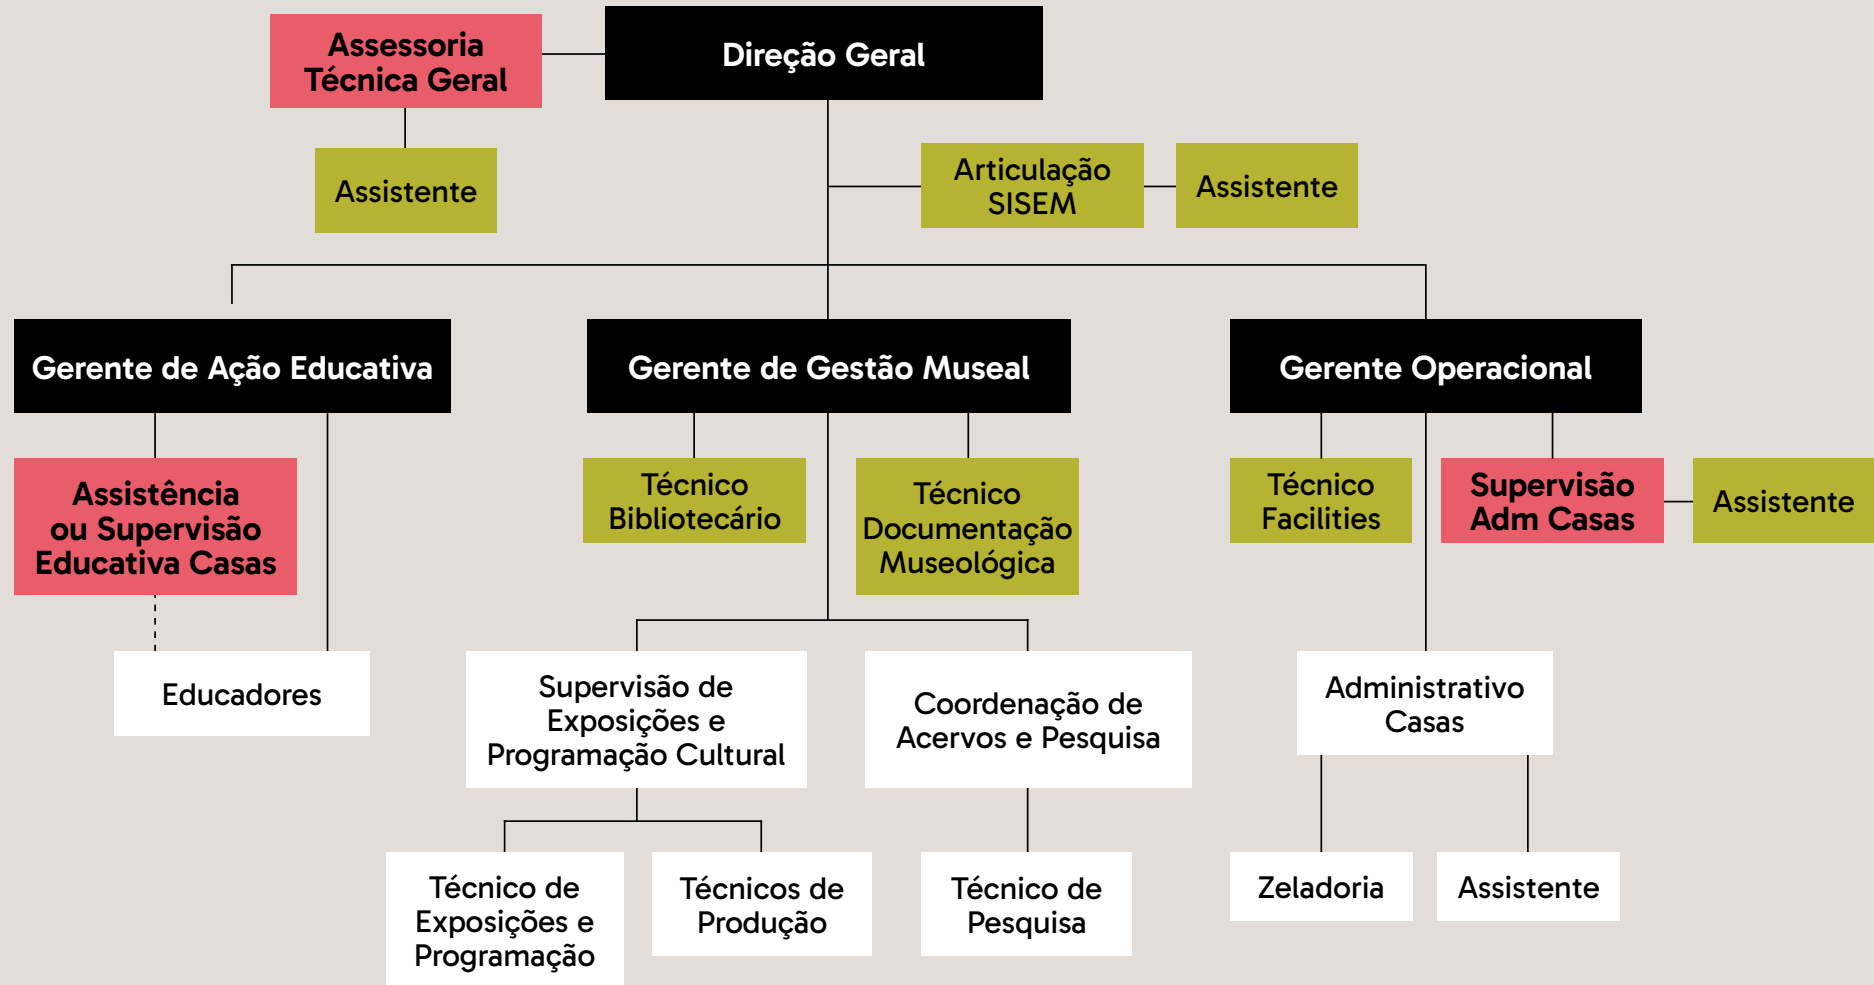 Assessoria
Técnica Geral
Direção Geral
Assistente
Articulação
SISEM
Assistente
Gerente de Ação Educativa
Gerente de Gestão Museal
Gerente Operacional
Assistência
ou Supervisão
Educativa Casas
Técnico
Bibliotecário
Técnico
Documentação
Museológica
Técnico
Facilities
Supervisão
Adm Casas
Assistente
Educadores
Supervisão de
Exposições e
Programação Cultural
Coordenação de
Acervos e Pesquisa
Administrativo
Casas
Técnico de
Exposições e
Programação
Técnicos de
Produção
Técnico de
Pesquisa
Zeladoria
Assistente